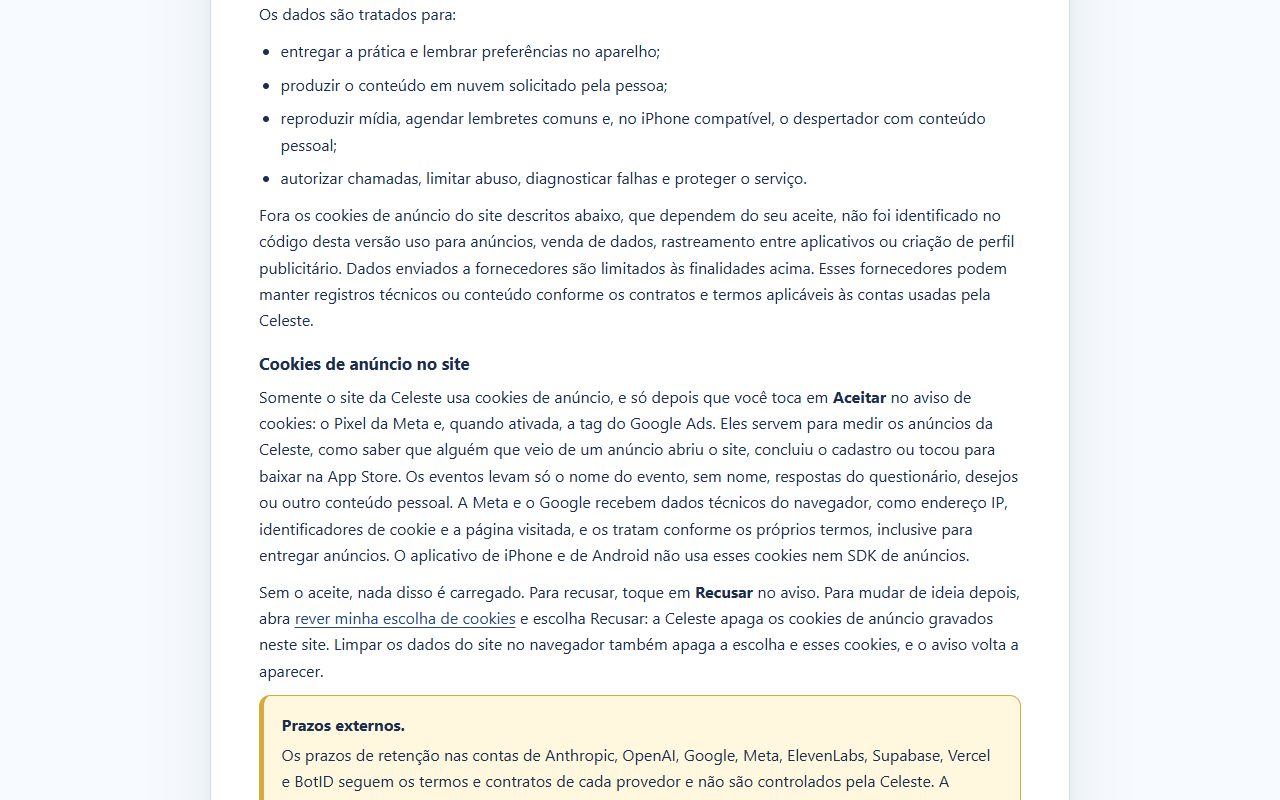 Os dados são tratados para:
• entregar a prática e lembrar preferências no aparelho;
• produzir o conteúdo em nuvem solicitado pela pessoa;
• reproduzir mídia, agendar lembretes comuns e, no iPhone compatível, o despertador com conteúdo
pessoal;
• autorizar chamadas, limitar abuso, diagnosticar falhas e proteger o serviço.
Fora os cookies de anúncio do site descritos abaixo, que dependem do seu aceite, não foi identificado no
código desta versão uso para anúncios, venda de dados, rastreamento entre aplicativos ou criação de perfil
publicitário. Dados enviados a fornecedores são limitados às finalidades acima. Esses fornecedores podem
manter registros técnicos ou conteúdo conforme os contratos e termos aplicáveis às contas usadas pela
Celeste.
Cookies de anúncio no site
Somente o site da Celeste usa cookies de anúncio, e só depois que você toca em Aceitar no aviso de
cookies: o Pixel da Meta e, quando ativada, a tag do Google Ads. Eles servem para medir os anúncios da
Celeste, como saber que alguém que veio de um anúncio abriu o site, concluiu o cadastro ou tocou para
baixar na App Store. Os eventos levam só o nome do evento, sem nome, respostas do questionário, desejos
ou outro conteúdo pessoal. A Meta e o Google recebem dados técnicos do navegador, como endereço IP,
identificadores de cookie e a página visitada, e os tratam conforme os próprios termos, inclusive para
entregar anúncios. O aplicativo de iPhone e de Android não usa esses cookies nem SDK de anúncios.
Sem o aceite, nada disso é carregado. Para recusar, toque em Recusar no aviso. Para mudar de ideia depois,
abra rever minha escolha de cookies e escolha Recusar: a Celeste apaga os cookies de anúncio gravados
neste site. Limpar os dados do site no navegador também apaga a escolha e esses cookies, e o aviso volta a
aparecer.
Prazos externos.
Os prazos de retenção nas contas de Anthropic, OpenAI, Google, Meta, ElevenLabs, Supabase, Vercel
e BotID seguem os termos e contratos de cada provedor e não são controlados pela Celeste. A